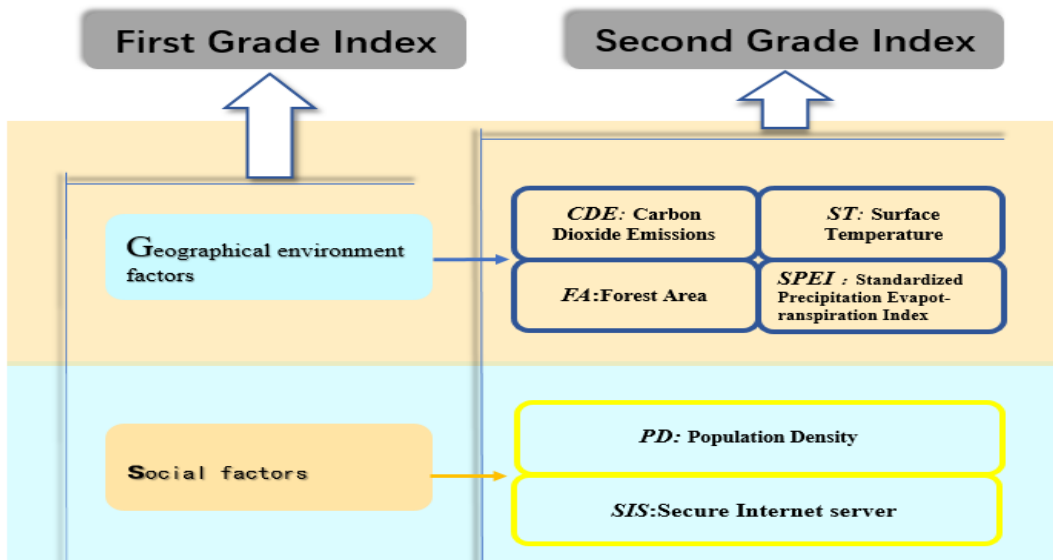 First Grade Index
Second Grade Index
Geographical environment
factors
CDE: Carbon
Dioxide Emissions
ST: Surface
Temperature
FA:Forest Area
SPEI : Standardized
Precipitation Evapot-
ranspiration Index
Social factors
PD: Population Density
SIS:Secure Internet server